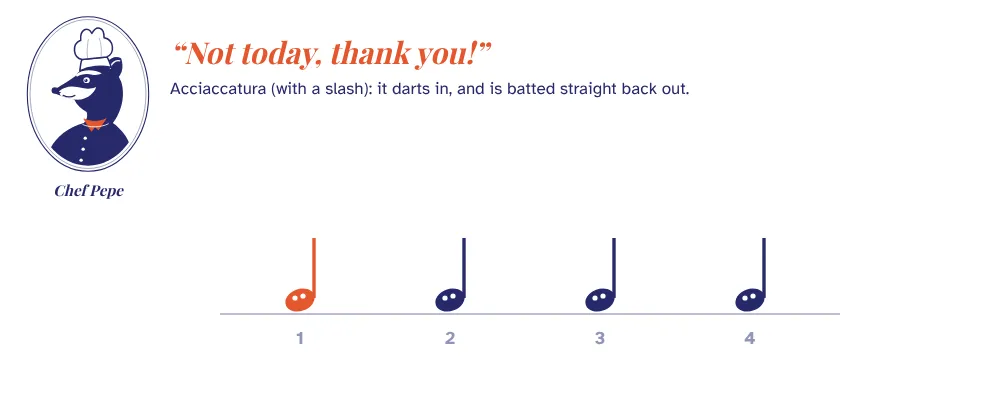 “Not today, thank you!”
Acciaccatura (with a slash): it darts in, and is batted straight back out.
Chef Pepe
1 2 3 4